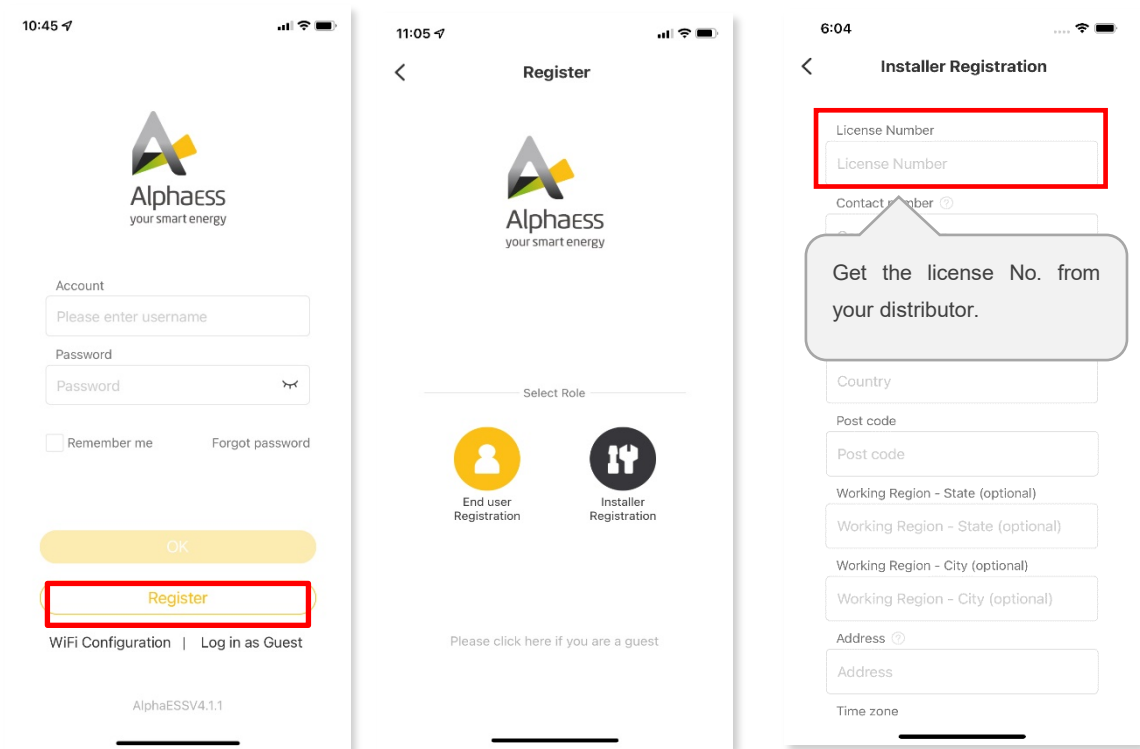 10:45
AlphaESS
your smart energy
Account
Please enter username
Password
Password
Remember me
Forgot password
OK
Register
WiFi Configuration | Log in as Guest
AlphaESSV4.1.1
11:05
Register
AlphaESS
your smart energy
Select Role
End user
Registration
Installer
Registration
Please click here if you are a guest
6:04
Installer Registration
License Number
License Number
Contact number
Get the license No. from
your distributor.
Country
Post code
Post code
Working Region - State (optional)
Working Region - State (optional)
Working Region - City (optional)
Working Region - City (optional)
Address
Address
Time zone